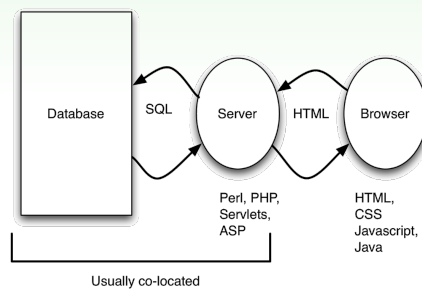 Database
SQL
Server
HTML
Browser
Perl, PHP,
Servlets,
ASP
HTML,
CSS
Javascript,
Java
Usually co-located